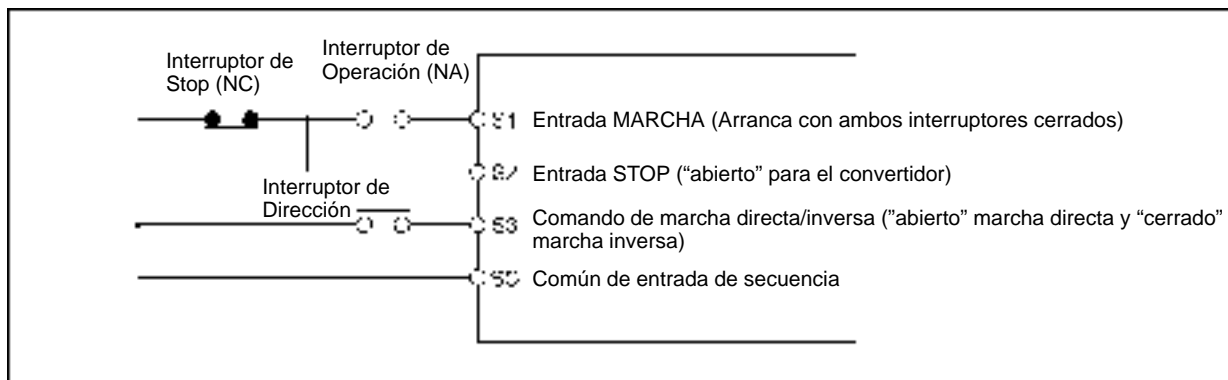 Interruptor de
Stop (NC)
Interruptor de
Operación (NA)
S1 Entrada MARCHA (Arranca con ambos interruptores cerrados)
Entrada STOP (“abierto” para el convertidor)
Interruptor de
Dirección
S3 Comando de marcha directa/inversa ("abierto” marcha directa y “cerrado”
marcha inversa)
Común de entrada de secuencia